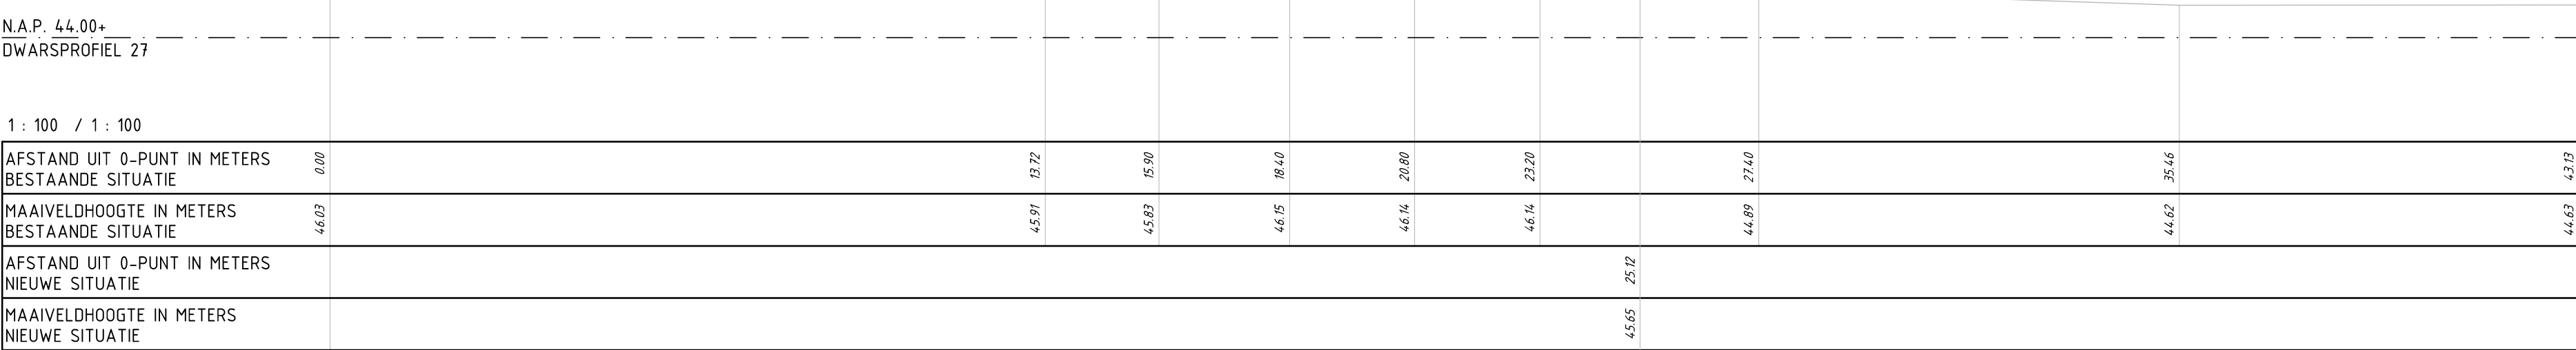 N.A.P. 44.00+
DWARSPROFIEL 27
1 : 100 / 1 : 100
AFSTAND UIT 0-PUNT IN METERS
BESTAANDE SITUATIE
0.00 13.72 15.90 18.40 20.80 23.20 27.40 35.46 43.13
MAAIVELDHOOGTE IN METERS
BESTAANDE SITUATIE
46.03 45.91 45.83 46.15 46.14 46.14 44.89 44.62 44.63
AFSTAND UIT 0-PUNT IN METERS
NIEUWE SITUATIE
25.12
MAAIVELDHOOGTE IN METERS
NIEUWE SITUATIE
45.65